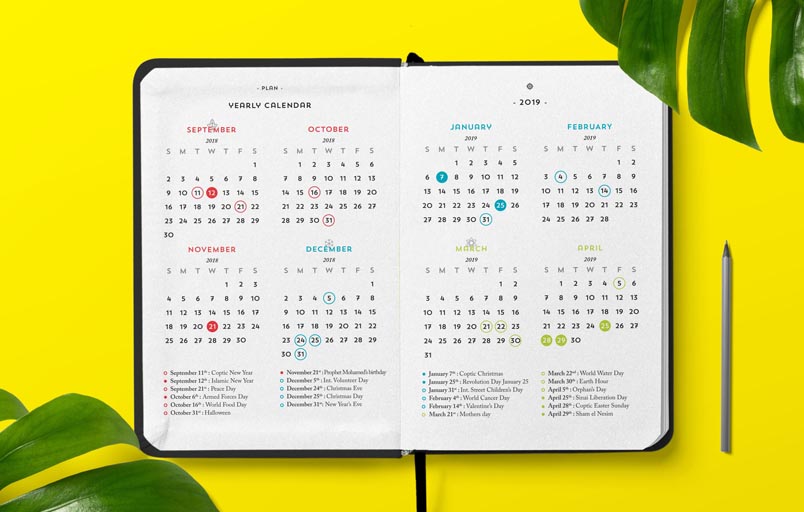 - PLAN -
YEARLY CALENDAR
SEPTEMBER
2018
S M T W T F S
1
2 3 4 5 6 7 8
9 10 11 12 13 14 15
16 17 18 19 20 21 22
23 24 25 26 27 28 29
30
OCTOBER
2018
S M T W T F S
1 2 3 4 5 6
7 8 9 10 11 12 13
14 15 16 17 18 19 20
21 22 23 24 25 26 27
28 29 30 31
NOVEMBER
2018
S M T W T F S
1 2 3
4 5 6 7 8 9 10
11 12 13 14 15 16 17
18 19 20 21 22 23 24
25 26 27 28 29 30
DECEMBER
2018
S M T W T F S
1
2 3 4 5 6 7 8
9 10 11 12 13 14 15
16 17 18 19 20 21 22
23 24 25 26 27 28 29
30 31
September 11th : Coptic New Year
September 12th : Islamic New Year
September 21st : Peace Day
October 6th : Armed Forces Day
October 16th : World Food Day
October 31st : Halloween
November 21st : Prophet Mohamed's birthday
December 5th : Int. Volunteer Day
December 24th : Christmas Eve
December 25th : Christmas Day
December 31st : New Year's Eve
- 2019 -
JANUARY
2019
S M T W T F S
1 2 3 4 5
6 7 8 9 10 11 12
13 14 15 16 17 18 19
20 21 22 23 24 25 26
27 28 29 30 31
FEBRUARY
2019
S M T W T F S
1 2
3 4 5 6 7 8 9
10 11 12 13 14 15 16
17 18 19 20 21 22 23
24 25 26 27 28
MARCH
2019
S M T W T F S
1 2
3 4 5 6 7 8 9
10 11 12 13 14 15 16
17 18 19 20 21 22 23
24 25 26 27 28 29 30
31
APRIL
2019
S M T W T F S
1 2 3 4 5 6
7 8 9 10 11 12 13
14 15 16 17 18 19 20
21 22 23 24 25 26 27
28 29 30
January 7th : Coptic Christmas
January 25th : Revolution Day January 25
January 31st : Int. Street Children's Day
February 4th : World Cancer Day
February 14th : Valentine's Day
March 21st : Mothers day
March 22nd : World Water Day
March 30th : Earth Hour
April 5th : Orphan's Day
April 25th : Sinai Liberation Day
April 28th : Coptic Easter Sunday
April 29th : Sham el Nesim